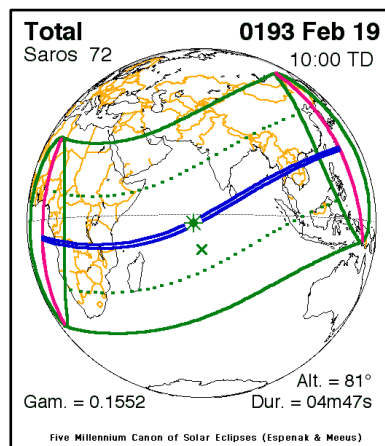 Total 0193 Feb 19
Saros 72 10:00 TD
Alt. = 81°
Gam. = 0.1552 Dur. = 04m47s
Five Millennium Canon of Solar Eclipses (Espenak & Meeus)